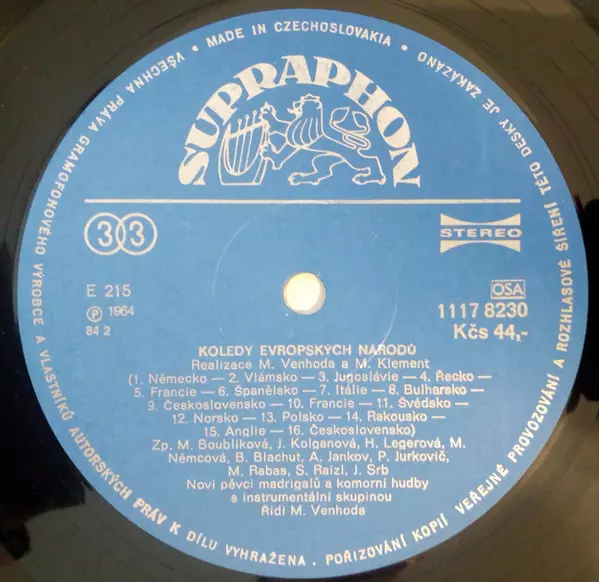 • MADE IN CZECHOSLOVAKIA •
VŠECHNA PRÁVA GRAMOFONOVÉHO VÝROBCE A VLASTNÍKŮ AUTORSKÝCH PRÁV K DÍLU VYHRAŽENA. POŘIZOVÁNÍ KOPIÍ VEŘEJNÉ PROVOZOVÁNÍ A ROZHLASOVÉ ŠÍŘENÍ TÉTO DESKY JE ZAKÁZÁNO
SUPRAPHON
33
STEREO
E 215
℗ 1964
84 2
OSA
1117 8230
Kčs 44,-
KOLEDY EVROPSKÝCH NÁRODŮ
Realizace M. Venhoda a M. Klement
(1. Německo – 2. Vlámsko – 3. Jugoslávie – 4. Řecko –
5. Francie – 6. Španělsko – 7. Itálie – 8. Bulharsko –
9. Československo – 10. Francie – 11. Švédsko –
12. Norsko – 13. Polsko – 14. Rakousko –
15. Anglie – 16. Československo)
Zp. M. Boublíková, J. Kolganová, H. Legerová, M.
Němcová, B. Blachut, A. Jankov, P. Jurkovič,
M. Rabas, S. Raizl, J. Srb
Noví pěvci madrigalů a komorní hudby
s instrumentální skupinou
Řídí M. Venhoda